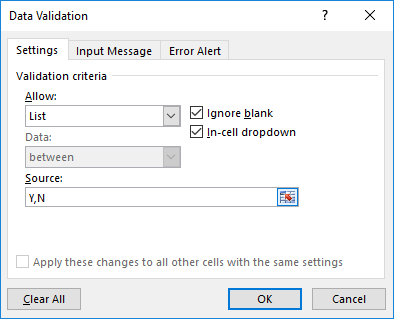 Data Validation ? ×
Settings Input Message Error Alert
Validation criteria
Allow:
List
Ignore blank
In-cell dropdown
Data:
between
Source:
Y,N
Apply these changes to all other cells with the same settings
Clear All OK Cancel